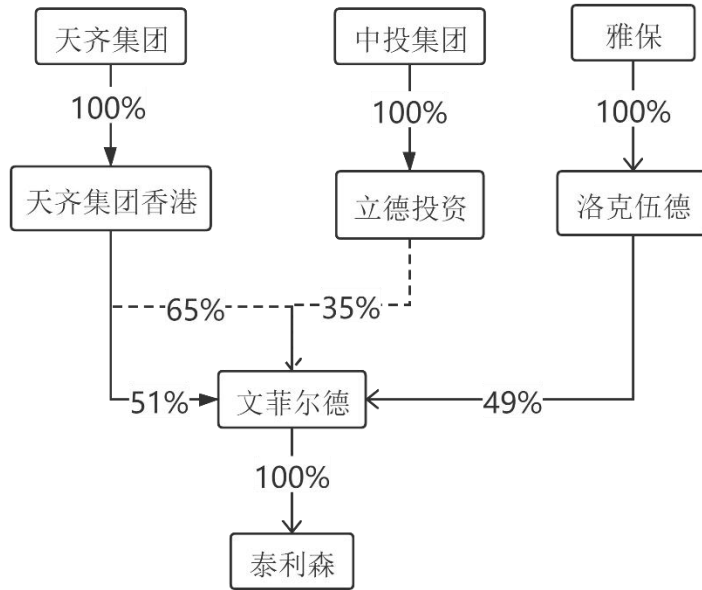 天齐集团
中投集团
雅保
100%
100%
100%
天齐集团香港
立德投资
洛克伍德
65%
35%
51%
文菲尔德
49%
100%
泰利森